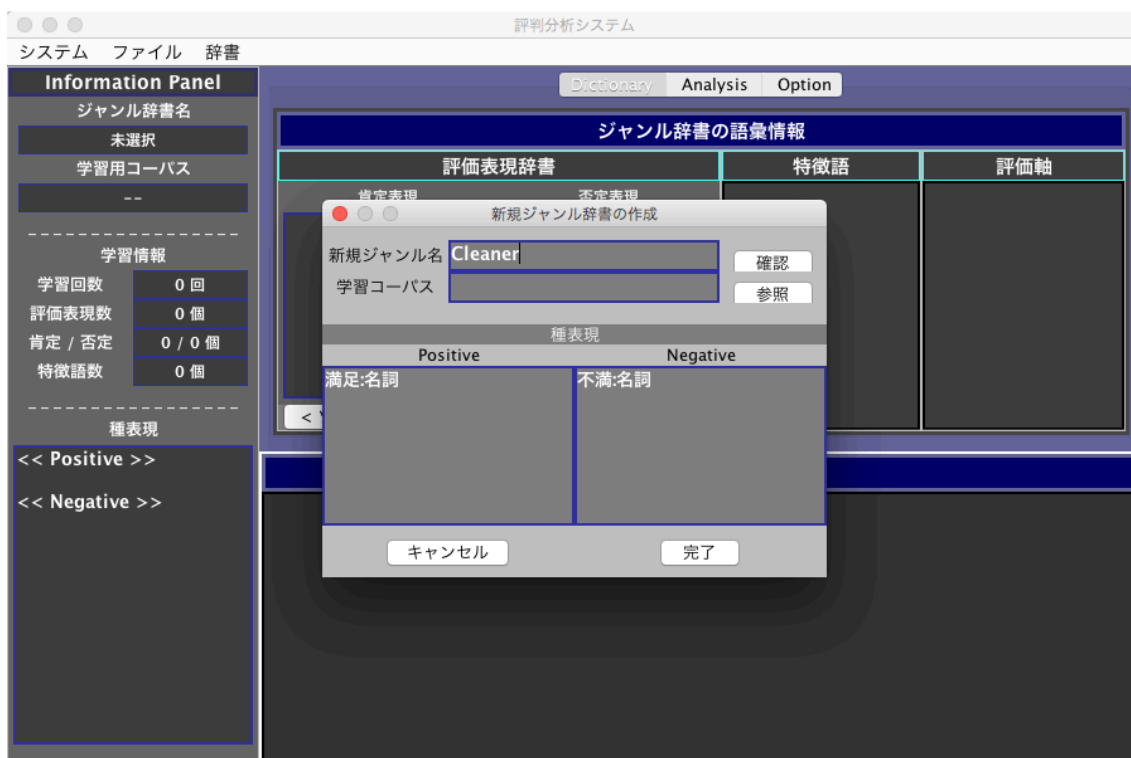 評判分析システム
システム ファイル 辞書
Information Panel
ジャンル辞書名
未選択
学習用コーパス
--
学習情報
学習回数 0 回
評価表現数 0 個
肯定 / 否定 0 / 0 個
特徴語数 0 個
種表現
<< Positive >>
<< Negative >>
Dictionary Analysis Option
ジャンル辞書の語彙情報
評価表現辞書 特徴語 評価軸
肯定表現 否定表現
<
新規ジャンル辞書の作成
新規ジャンル名 Cleaner 確認
学習コーパス 参照
種表現
Positive Negative
満足:名詞 不満:名詞
キャンセル 完了